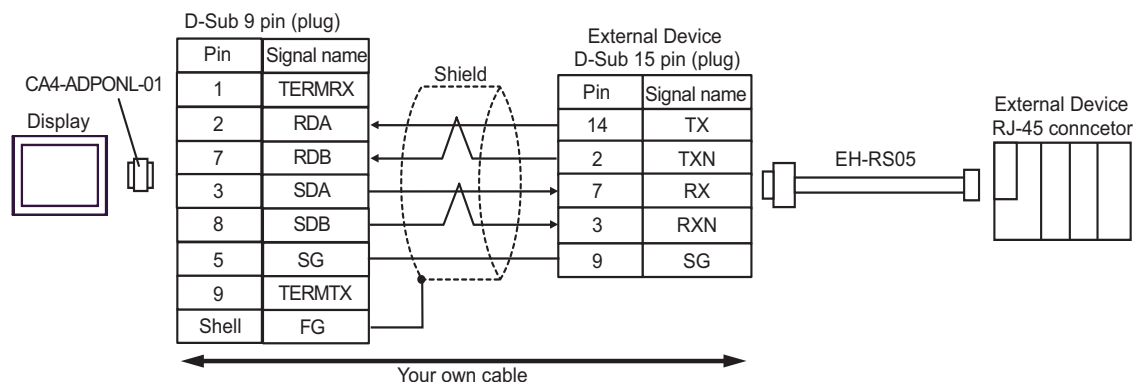 D-Sub 9 pin (plug)
Pin Signal name
1 TERMRX
2 RDA
7 RDB
3 SDA
8 SDB
5 SG
9 TERMTX
Shell FG
CA4-ADPONL-01
Display
Shield
External Device
D-Sub 15 pin (plug)
Pin Signal name
14 TX
2 TXN
7 RX
3 RXN
9 SG
EH-RS05
External Device
RJ-45 conncetor
Your own cable